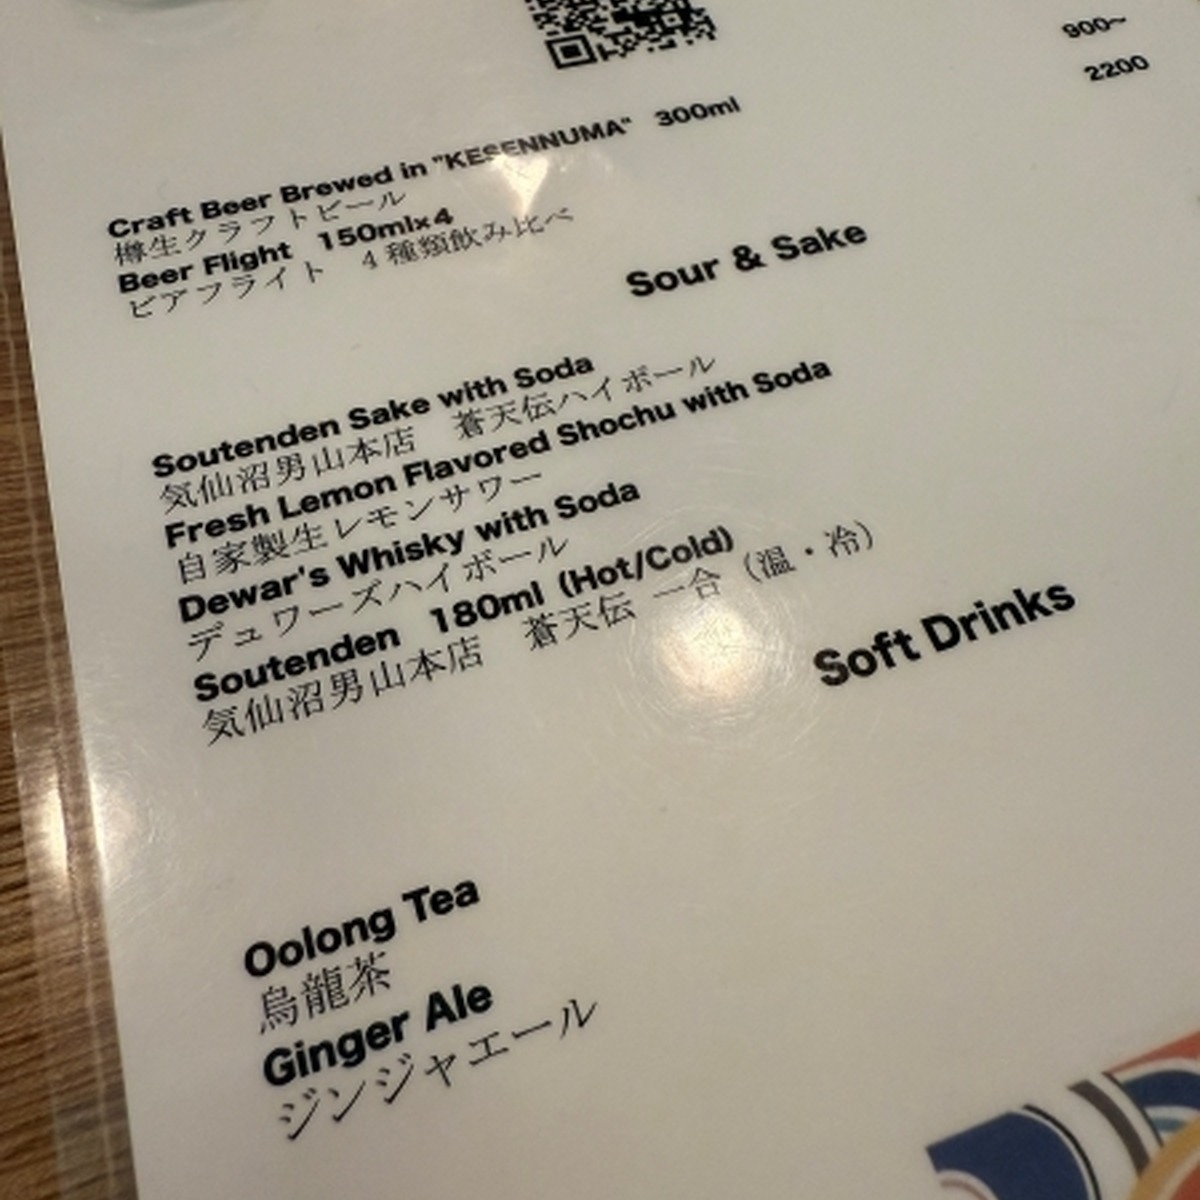 900~
2200
Craft Beer Brewed in "KESENNUMA" 300ml
樽生クラフトビール
Beer Flight 150ml×4
ビアフライト 4種類飲み比べ
Sour & Sake
Soutenden Sake with Soda
気仙沼男山本店 蒼天伝ハイボール
Fresh Lemon Flavored Shochu with Soda
自家製生レモンサワー
Dewar's Whisky with Soda
デュワーズハイボール
Soutenden 180ml (Hot/Cold)
気仙沼男山本店 蒼天伝 一合（温・冷）
Soft Drinks
Oolong Tea
烏龍茶
Ginger Ale
ジンジャエール